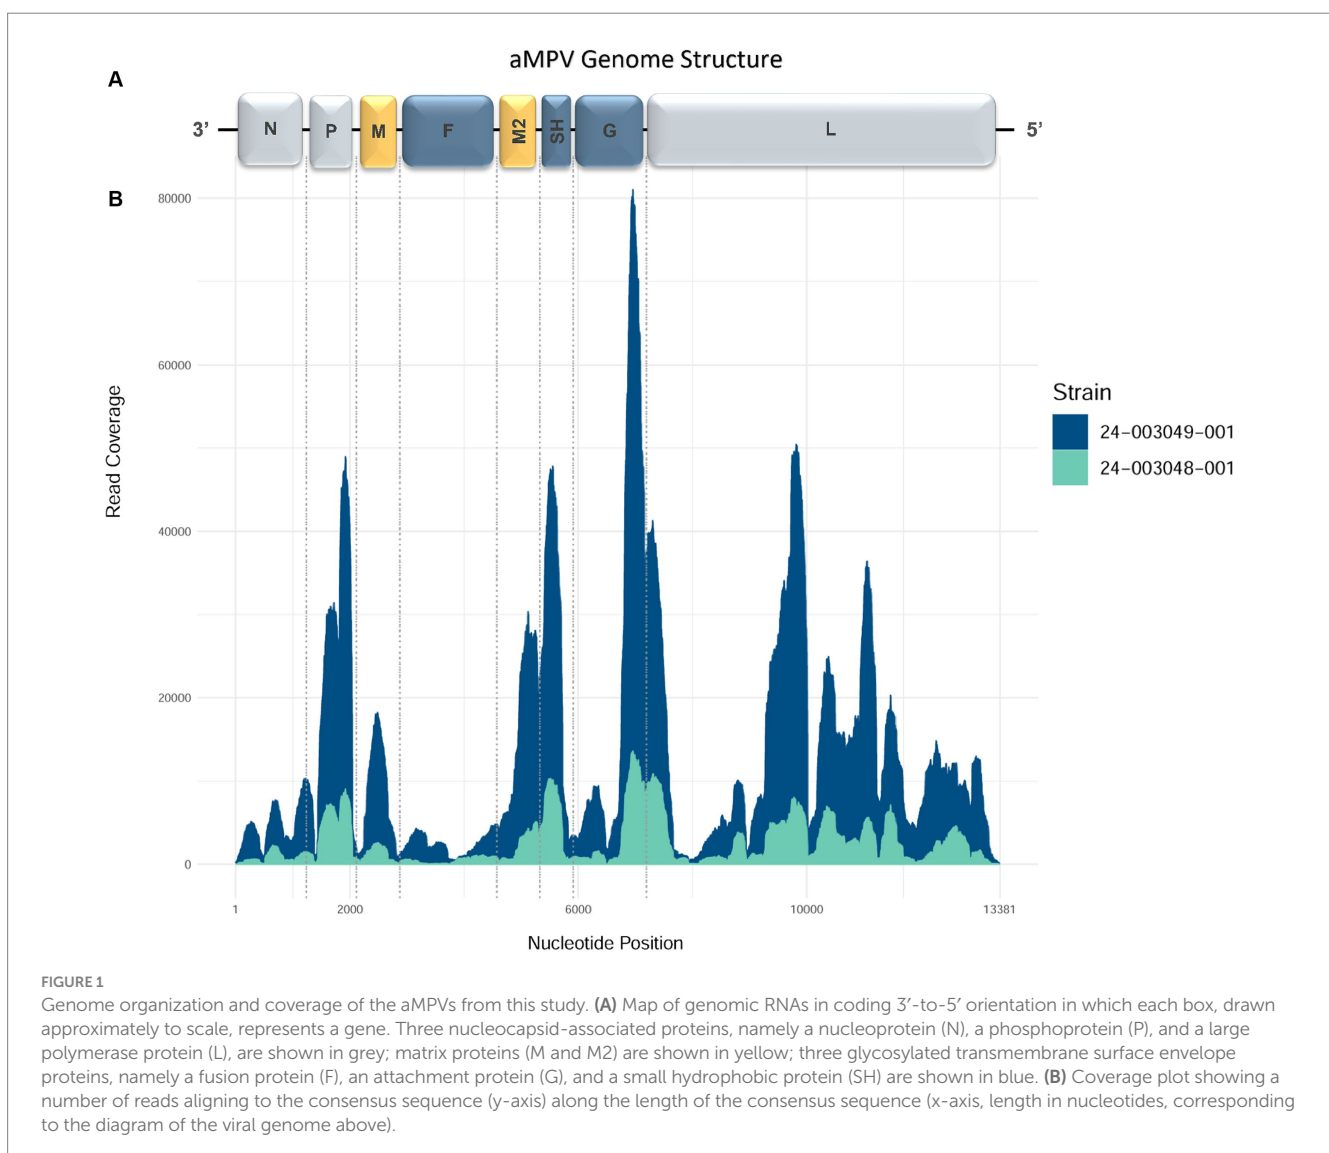 aMPV Genome Structure
A
3’ N P M F M2 SH G L 5’
B
80000
60000
40000
20000
0
Read Coverage
1 2000 6000 10000 13381
Nucleotide Position
Strain
24–003049–001
24–003048–001
FIGURE 1
Genome organization and coverage of the aMPVs from this study. (A) Map of genomic RNAs in coding 3′-to-5′ orientation in which each box, drawn
approximately to scale, represents a gene. Three nucleocapsid-associated proteins, namely a nucleoprotein (N), a phosphoprotein (P), and a large
polymerase protein (L), are shown in grey; matrix proteins (M and M2) are shown in yellow; three glycosylated transmembrane surface envelope
proteins, namely a fusion protein (F), an attachment protein (G), and a small hydrophobic protein (SH) are shown in blue. (B) Coverage plot showing a
number of reads aligning to the consensus sequence (y-axis) along the length of the consensus sequence (x-axis, length in nucleotides, corresponding
to the diagram of the viral genome above).